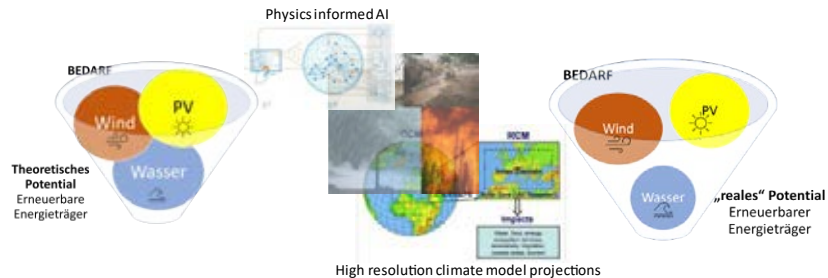 Physics informed AI
BEDARF
PV
Wind
Wasser
Theoretisches
Potential
Erneuerbare
Energieträger
RCM
Impacts
BEDARF
PV
Wind
Wasser
„reales“ Potential
Erneuerbarer
Energieträger
High resolution climate model projections